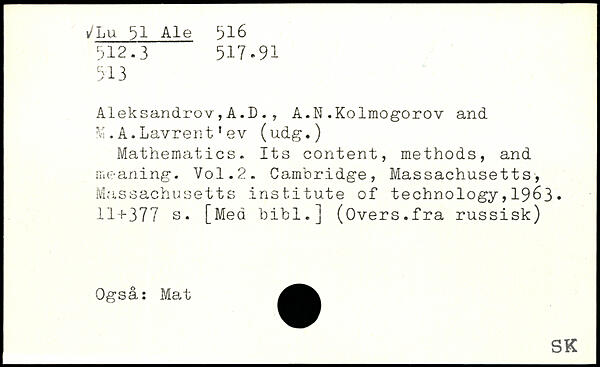 √Lu 51 Ale 516
512.3 517.91
513
Aleksandrov,A.D., A.N.Kolmogorov and
M.A.Lavrent'ev (udg.)
Mathematics. Its content, methods, and
meaning. Vol.2. Cambridge, Massachusetts,
Massachusetts institute of technology,1963.
11+377 s. [Med bibl.] (Overs.fra russisk)
Også: Mat
SK